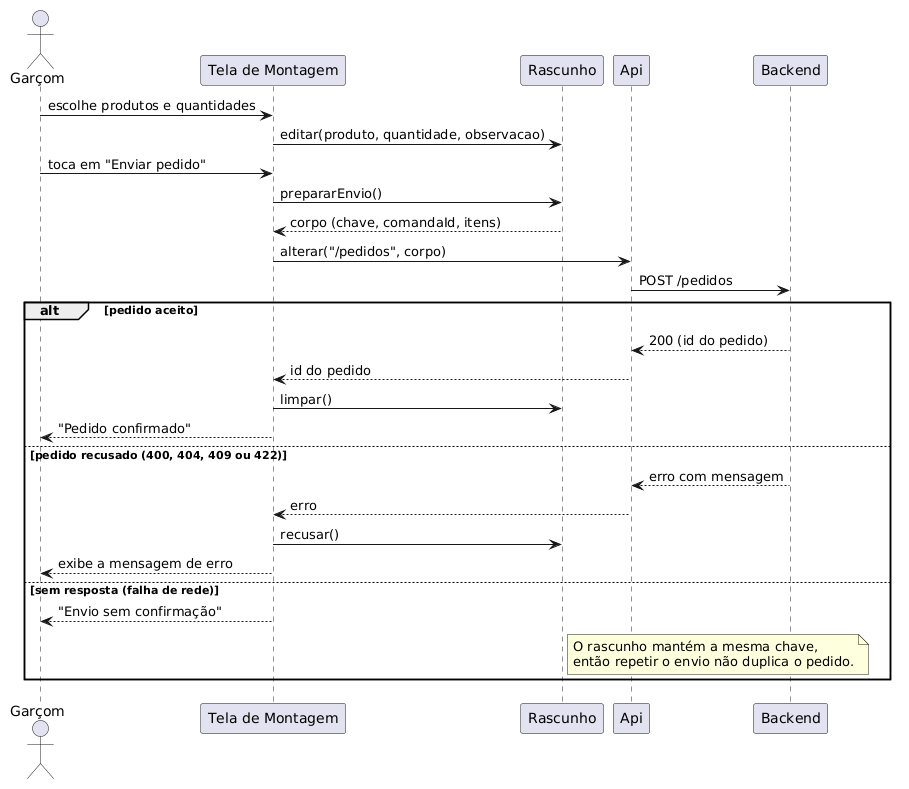 Garçom
Tela de Montagem
Rascunho
Api
Backend
escolhe produtos e quantidades
editar(produto, quantidade, observacao)
toca em "Enviar pedido"
prepararEnvio()
corpo (chave, comandaId, itens)
alterar("/pedidos", corpo)
POST /pedidos
alt
[pedido aceito]
200 (id do pedido)
id do pedido
limpar()
"Pedido confirmado"
[pedido recusado (400, 404, 409 ou 422)]
erro com mensagem
erro
recusar()
exibe a mensagem de erro
[sem resposta (falha de rede)]
"Envio sem confirmação"
O rascunho mantém a mesma chave,
então repetir o envio não duplica o pedido.
Garçom
Tela de Montagem
Rascunho
Api
Backend